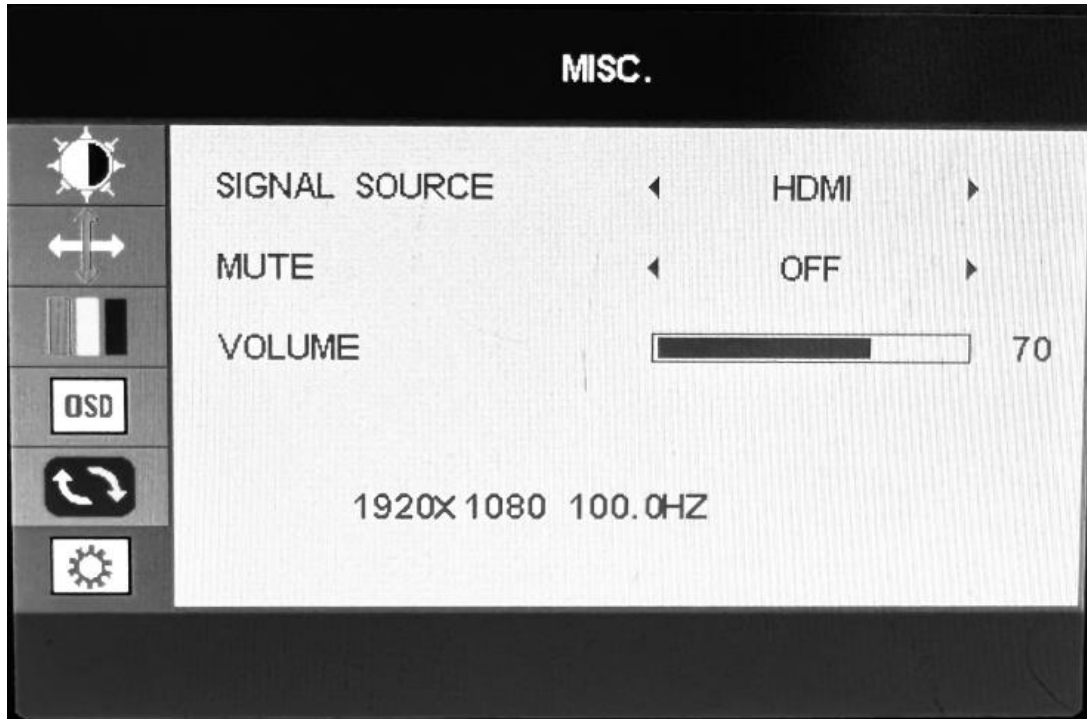 MISC.
SIGNAL SOURCE HDMI
MUTE OFF
VOLUME 70
OSD
1920X1080 100.0HZ